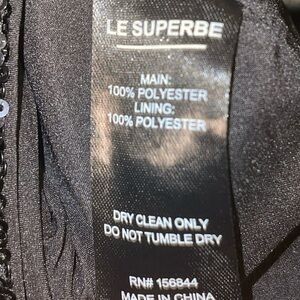 LE SUPERBE
MAIN:
100% POLYESTER
LINING:
100% POLYESTER
DRY CLEAN ONLY
DO NOT TUMBLE DRY
RN# 156844
MADE IN CHINA